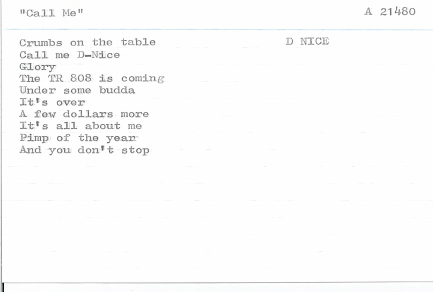 "Call Me" A 21480
Crumbs on the table D NICE
Call me D-Nice
Glory
The TR 808 is coming
Under some budda
It's over
A few dollars more
It's all about me
Pimp of the year
And you don't stop